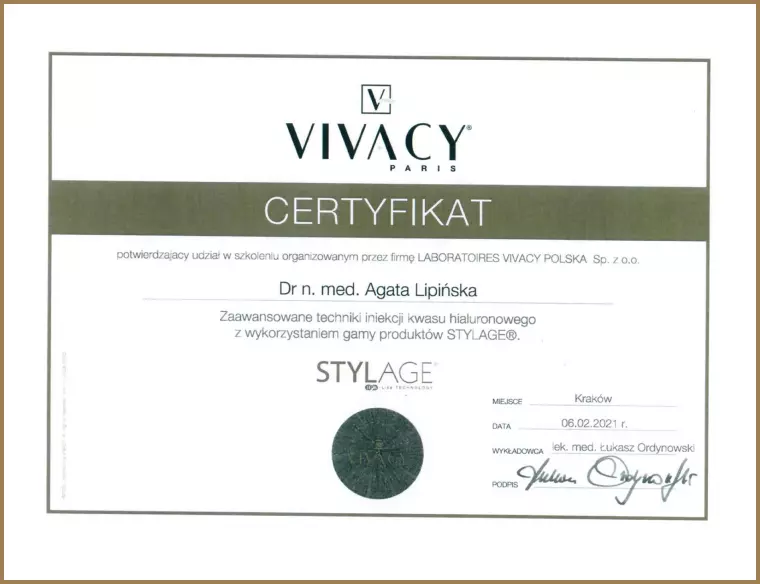 V
VIVACY®
PARIS
CERTYFIKAT
potwierdzający udział w szkoleniu organizowanym przez firmę LABORATOIRES VIVACY POLSKA Sp. z o.o.
Dr n. med. Agata Lipińska
Zaawansowane techniki iniekcji kwasu hialuronowego
z wykorzystaniem gamy produktów STYLAGE®.
STYLAGE®
TECHNOLOGY
VIVACY
MIEJSCE Kraków
DATA 06.02.2021 r.
WYKŁADOWCA lek. med. Łukasz Ordynowski
PODPIS